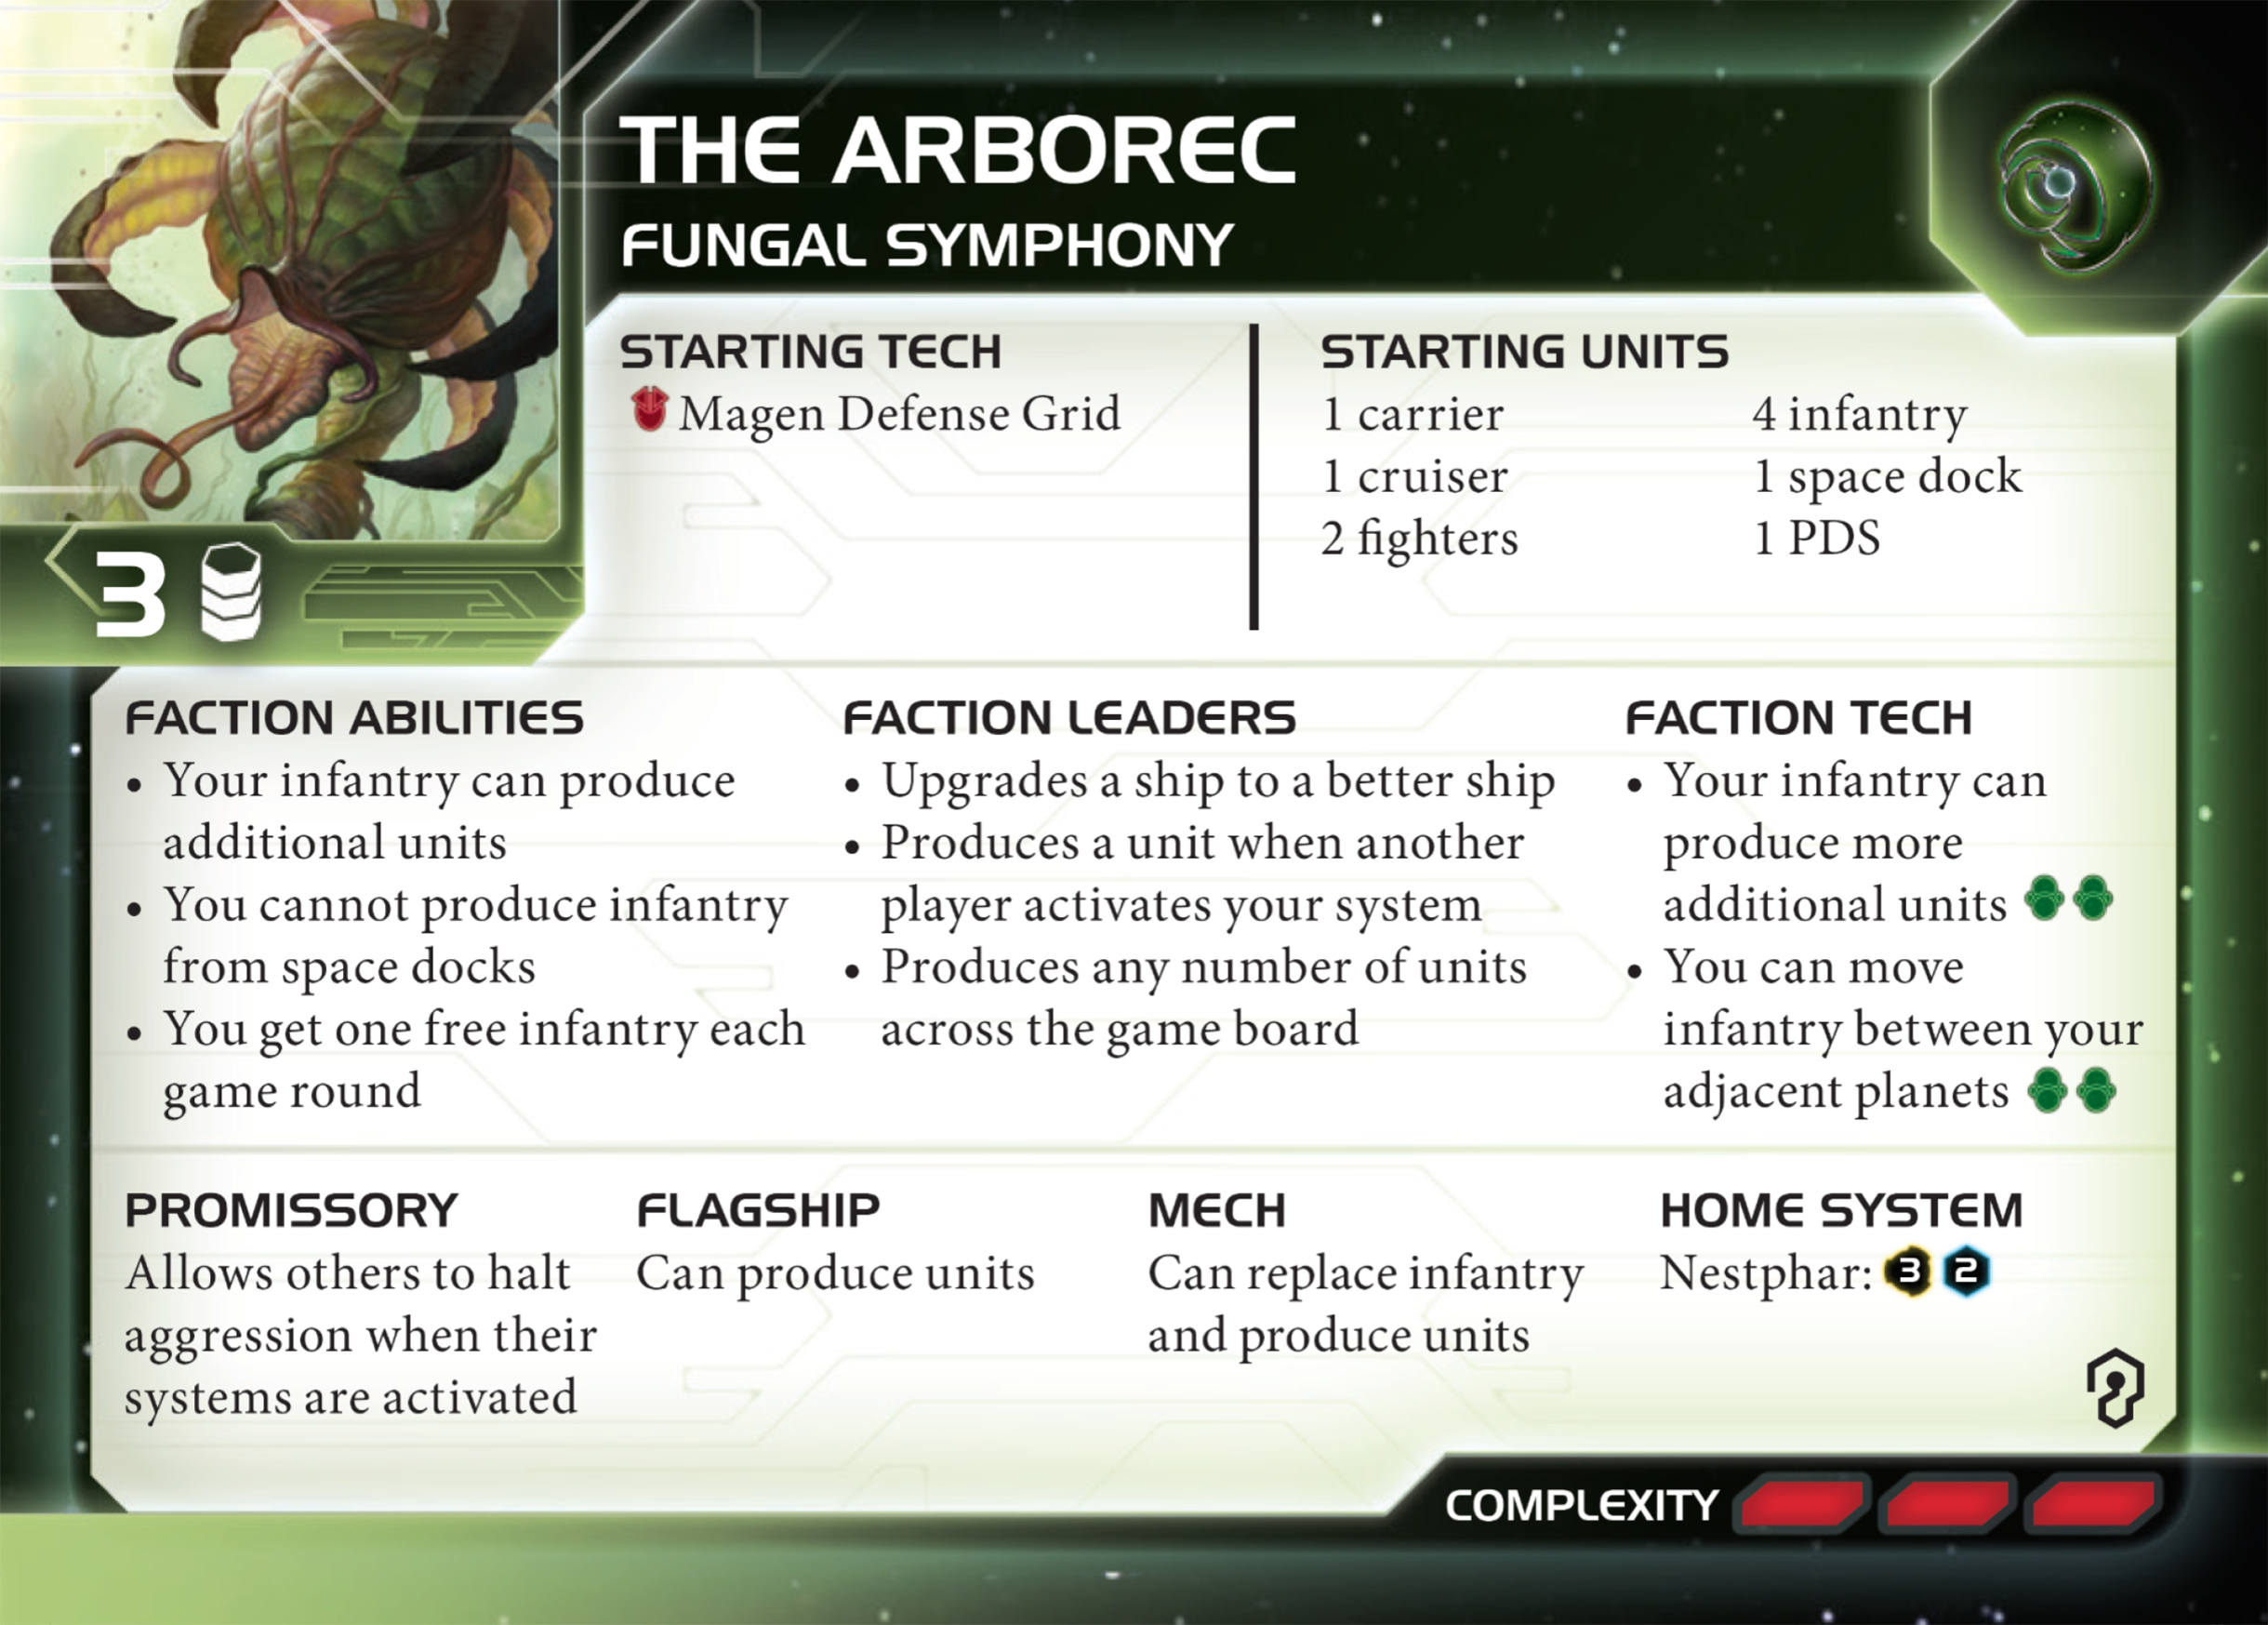 THE ARBOREC
FUNGAL SYMPHONY
3
STARTING TECH
Magen Defense Grid
STARTING UNITS
1 carrier
1 cruiser
2 fighters
4 infantry
1 space dock
1 PDS
FACTION ABILITIES
• Your infantry can produce
additional units
• You cannot produce infantry
from space docks
• You get one free infantry each
game round
FACTION LEADERS
• Upgrades a ship to a better ship
• Produces a unit when another
player activates your system
• Produces any number of units
across the game board
FACTION TECH
• Your infantry can
produce more
additional units
• You can move
infantry between your
adjacent planets
PROMISSORY
Allows others to halt
aggression when their
systems are activated
FLAGSHIP
Can produce units
MECH
Can replace infantry
and produce units
HOME SYSTEM
Nestphar: 3 2
COMPLEXITY